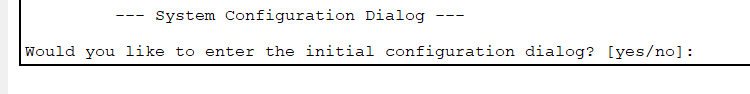 --- System Configuration Dialog ---
Would you like to enter the initial configuration dialog? [yes/no]: